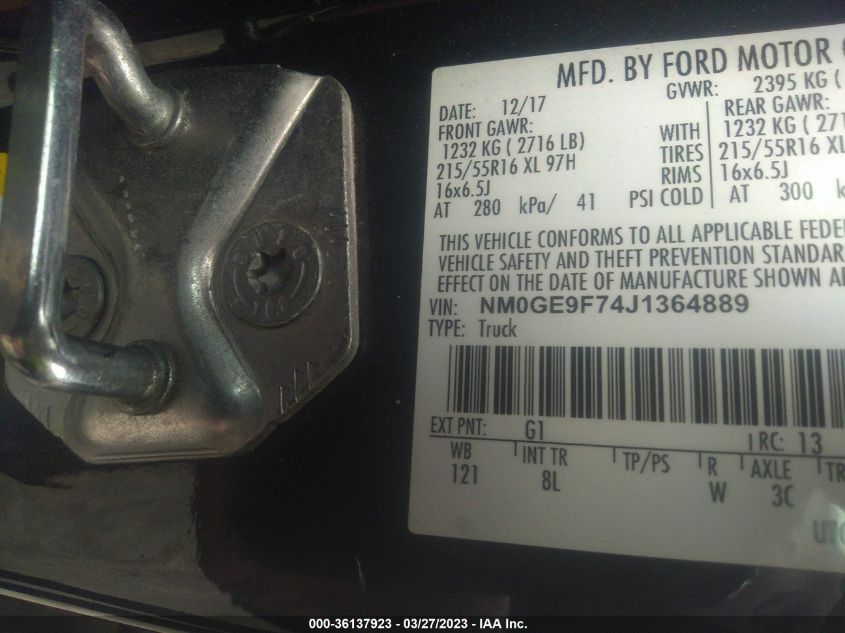 MFD. BY FORD MOTOR
GVWR: 2395 KG (
DATE: 12/17
FRONT GAWR:
1232 KG ( 2716 LB)
215/55R16 XL 97H
16x6.5J
AT 280 kPa/ 41 PSI COLD
WITH
TIRES
RIMS
REAR GAWR:
1232 KG ( 271
215/55R16 XL
16x6.5J
AT 300
THIS VEHICLE CONFORMS TO ALL APPLICABLE FEDE
VEHICLE SAFETY AND THEFT PREVENTION STANDAR
EFFECT ON THE DATE OF MANUFACTURE SHOWN A
VIN: NM0GE9F74J1364889
TYPE: Truck
EXT PNT: G1 RC: 13
WB INT TR TP/PS R AXLE TR
121 8L W 3C
000-36137923 - 03/27/2023 - IAA Inc.